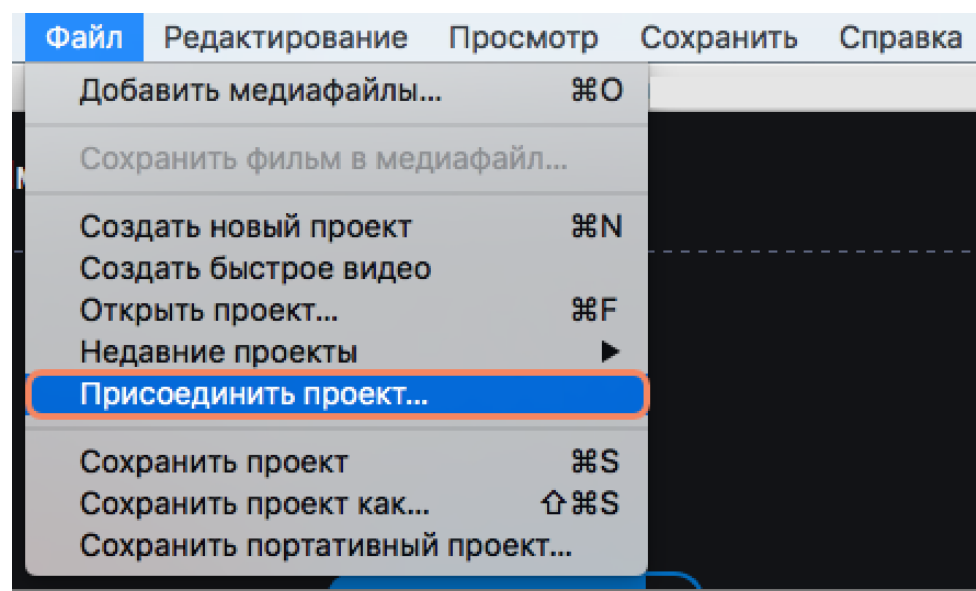 Файл Редактирование Просмотр Сохранить Справка
Добавить медиафайлы... ⌘O
Сохранить фильм в медиафайл...
Создать новый проект ⌘N
Создать быстрое видео
Открыть проект... ⌘F
Недавние проекты ▶
Присоединить проект...
Сохранить проект ⌘S
Сохранить проект как... ⇧⌘S
Сохранить портативный проект...